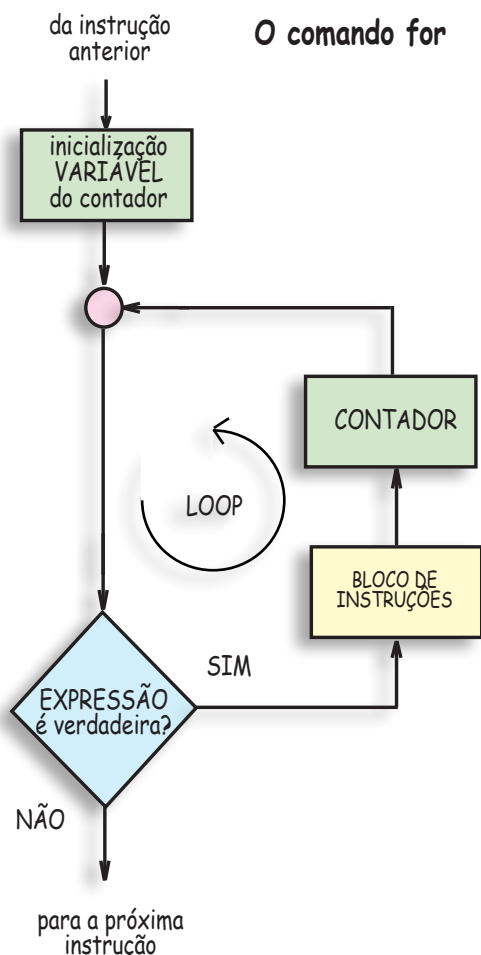 da instrução
anterior
O comando for
inicialização
VARIÁVEL
do contador
CONTADOR
LOOP
BLOCO DE
INSTRUÇÕES
SIM
EXPRESSÃO
é verdadeira?
NÃO
para a próxima
instrução